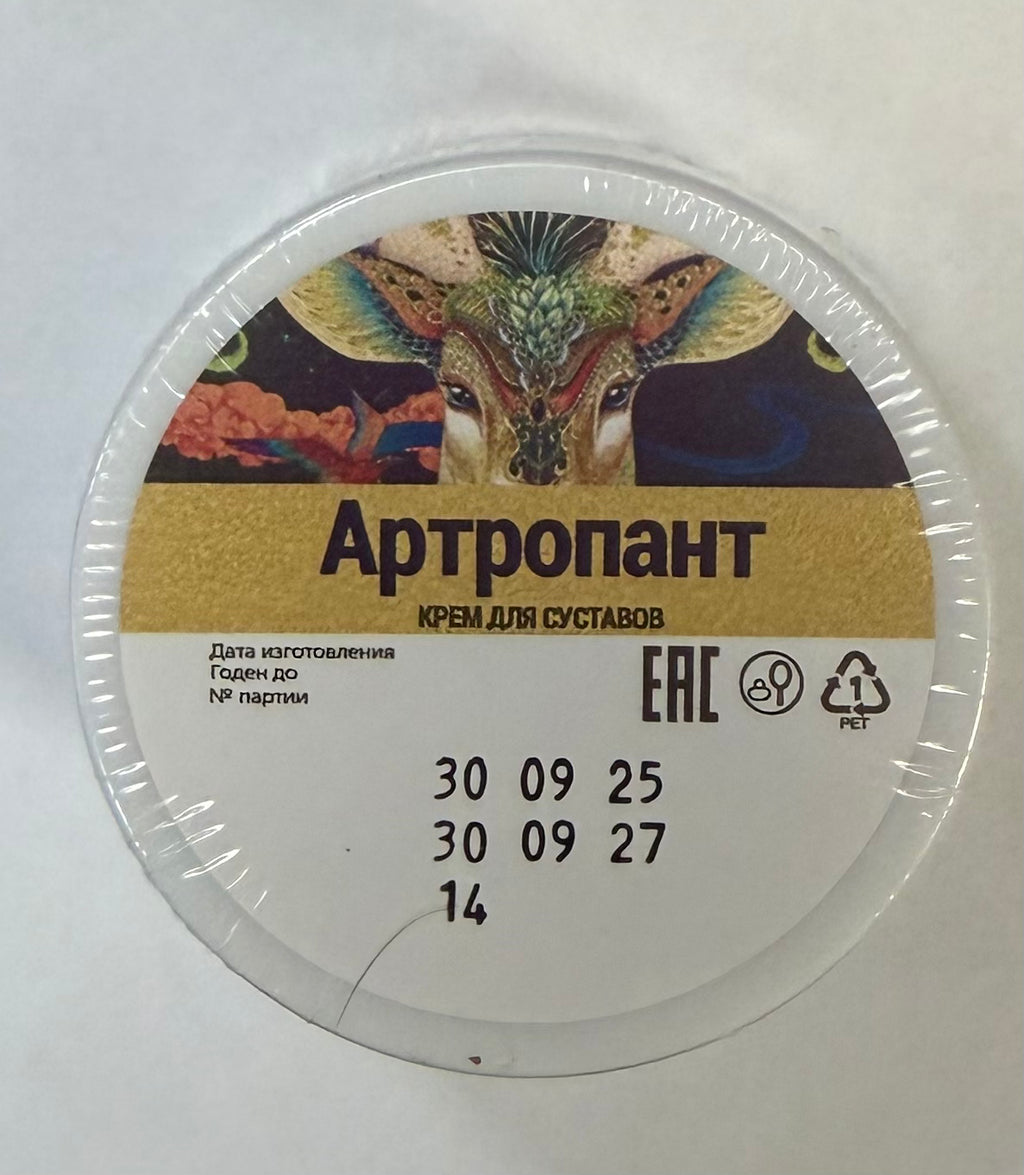 Артропант
КРЕМ ДЛЯ СУСТАВОВ
Дата изготовления
Годен до
№ партии
EAC
1
PET
30 09 25
30 09 27
14